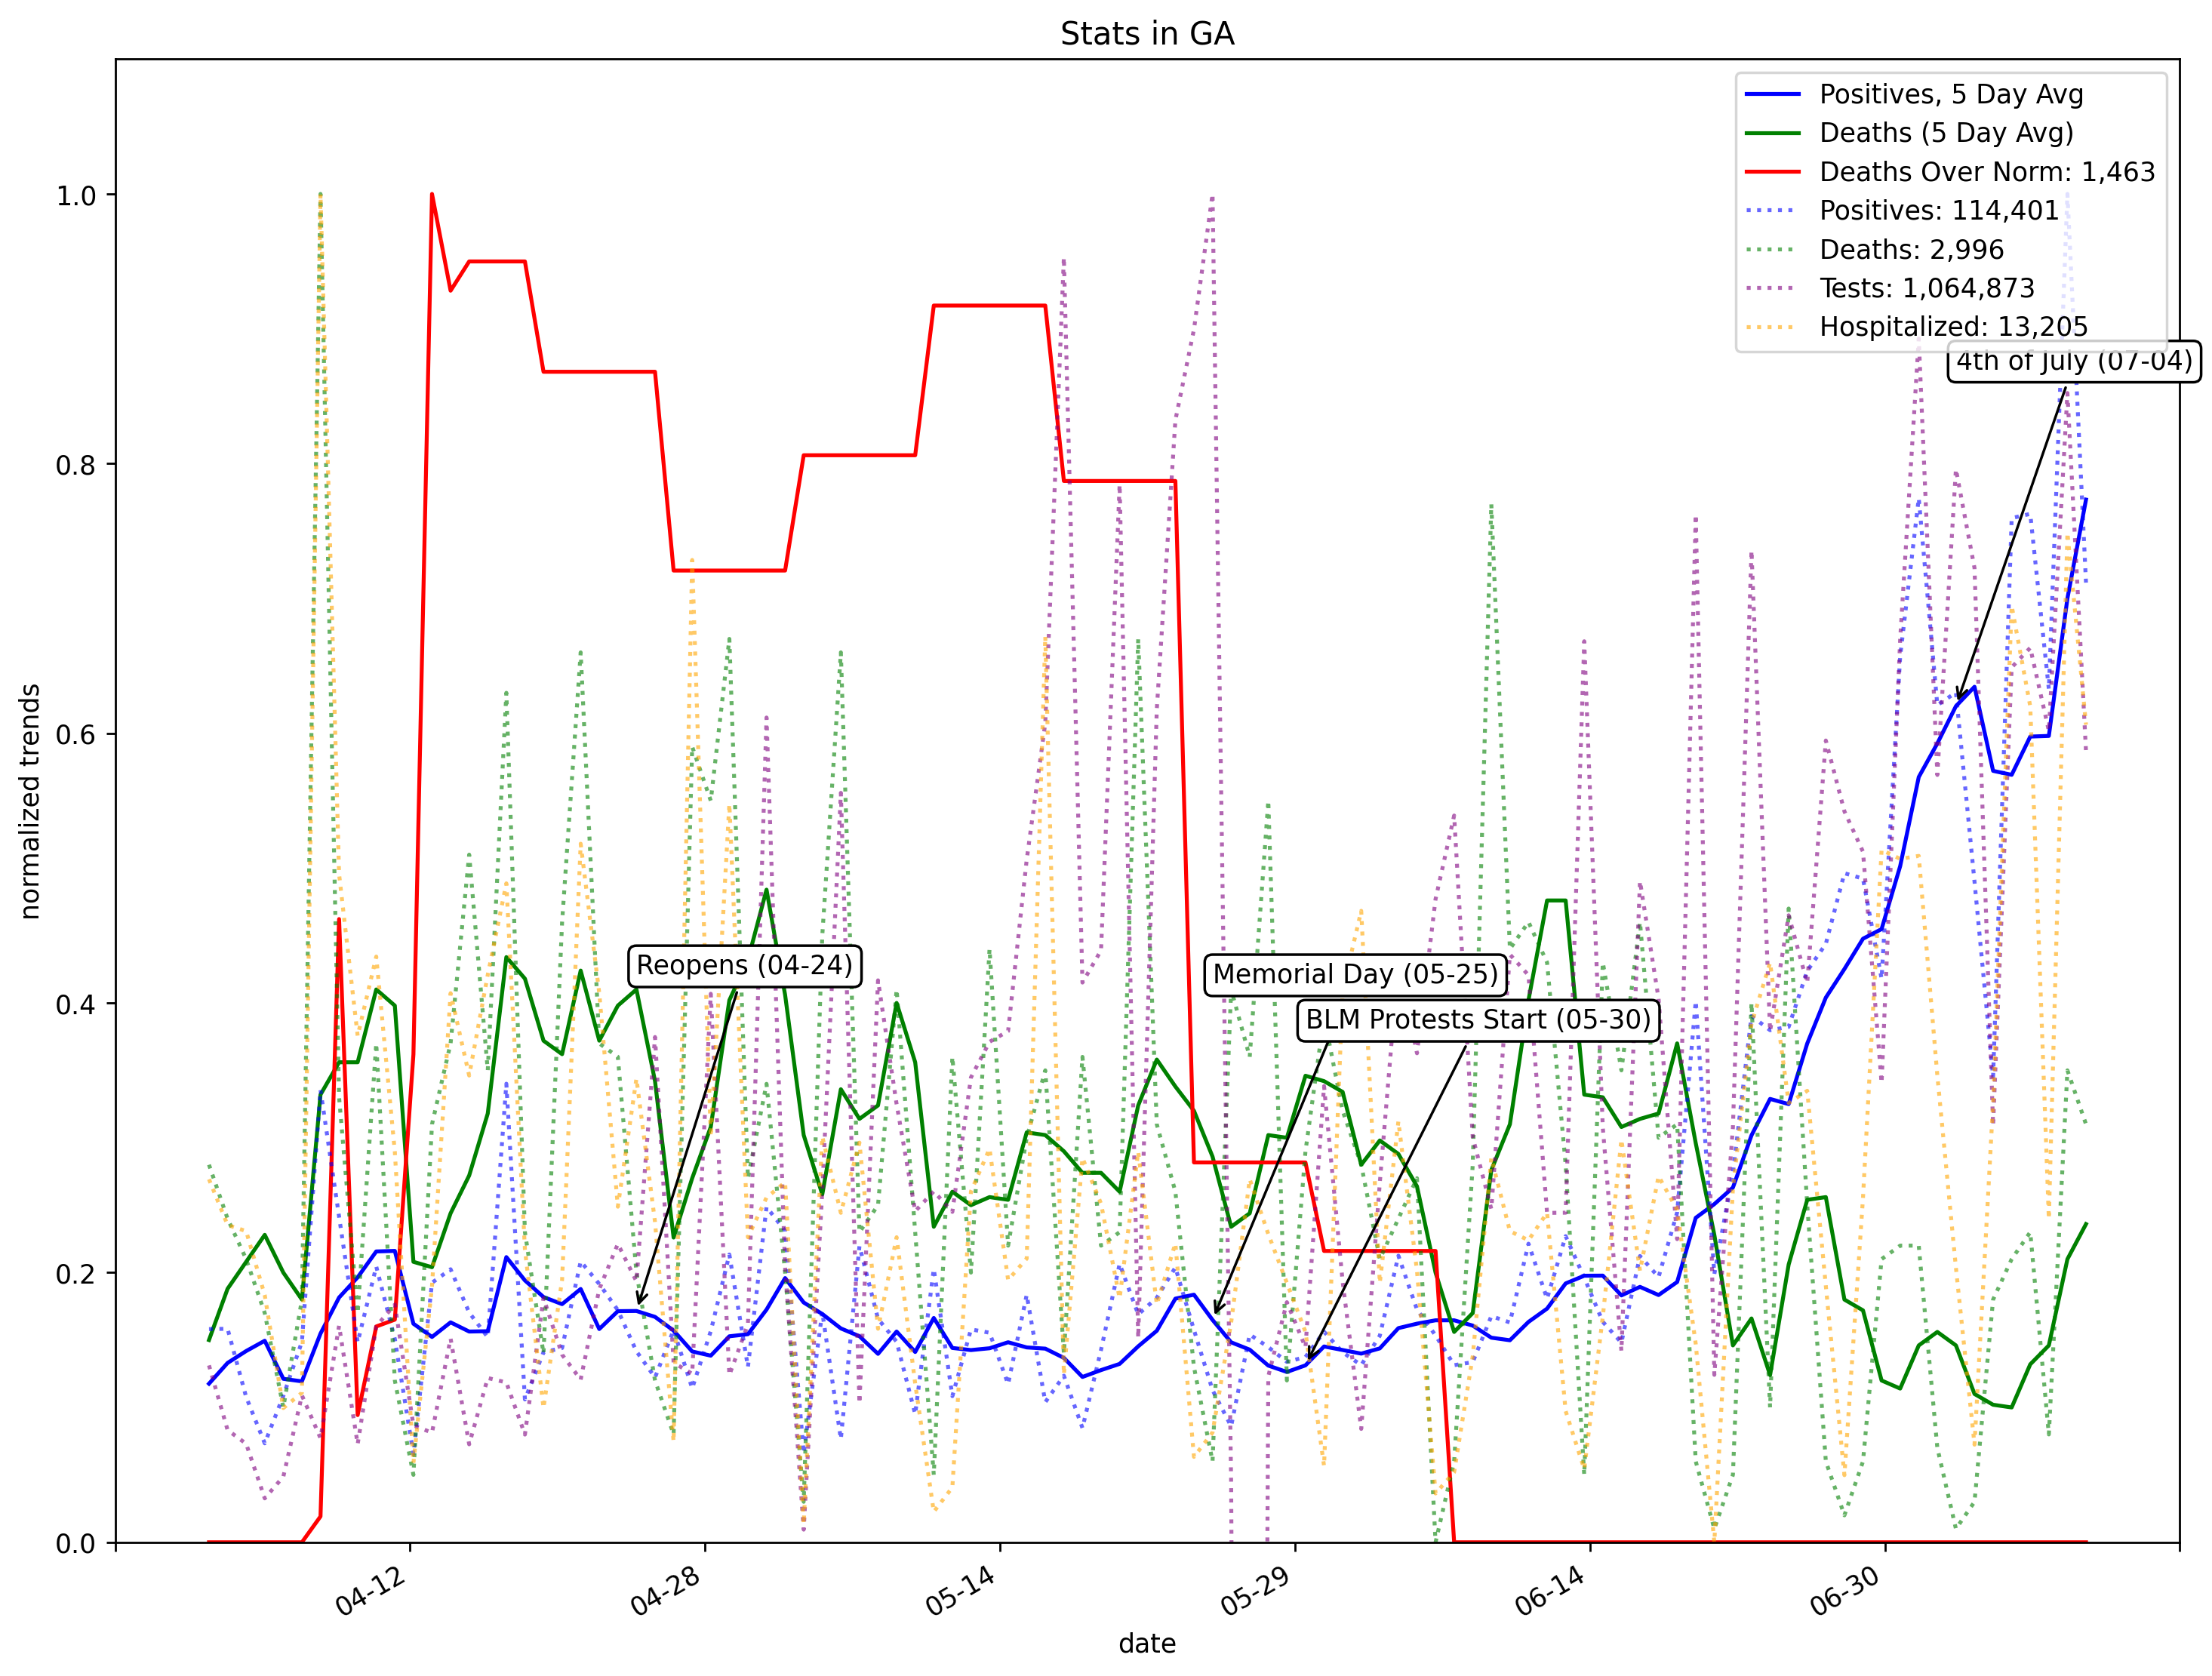 Stats in GA
Positives, 5 Day Avg
Deaths (5 Day Avg)
Deaths Over Norm: 1,463
Positives: 114,401
Deaths: 2,996
Tests: 1,064,873
Hospitalized: 13,205
4th of July (07-04)
Reopens (04-24)
Memorial Day (05-25)
BLM Protests Start (05-30)
normalized trends
1.0
0.8
0.6
0.4
0.2
0.0
04-12
04-28
05-14
05-29
06-14
06-30
date